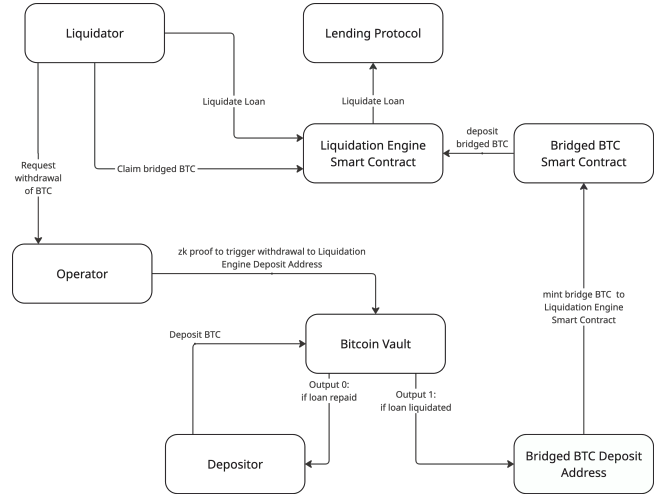 Liquidator
Lending Protocol
Liquidate Loan
Liquidate Loan
Liquidation Engine
Smart Contract
deposit
bridged BTC
Bridged BTC
Smart Contract
Claim bridged BTC
Request
withdrawal
of BTC
Operator
zk proof to trigger withdrawal to Liquidation
Engine Deposit Address
mint bridge BTC to
Liquidation Engine
Smart Contract
Deposit BTC
Bitcoin Vault
Output 0:
if loan repaid
Output 1:
if loan liquidated
Depositor
Bridged BTC Deposit
Address